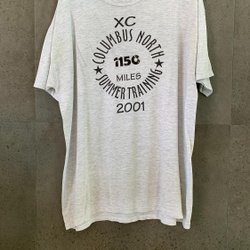 XC
COLUMBUS NORTH
1150
MILES
SUMMER TRAINING
2001